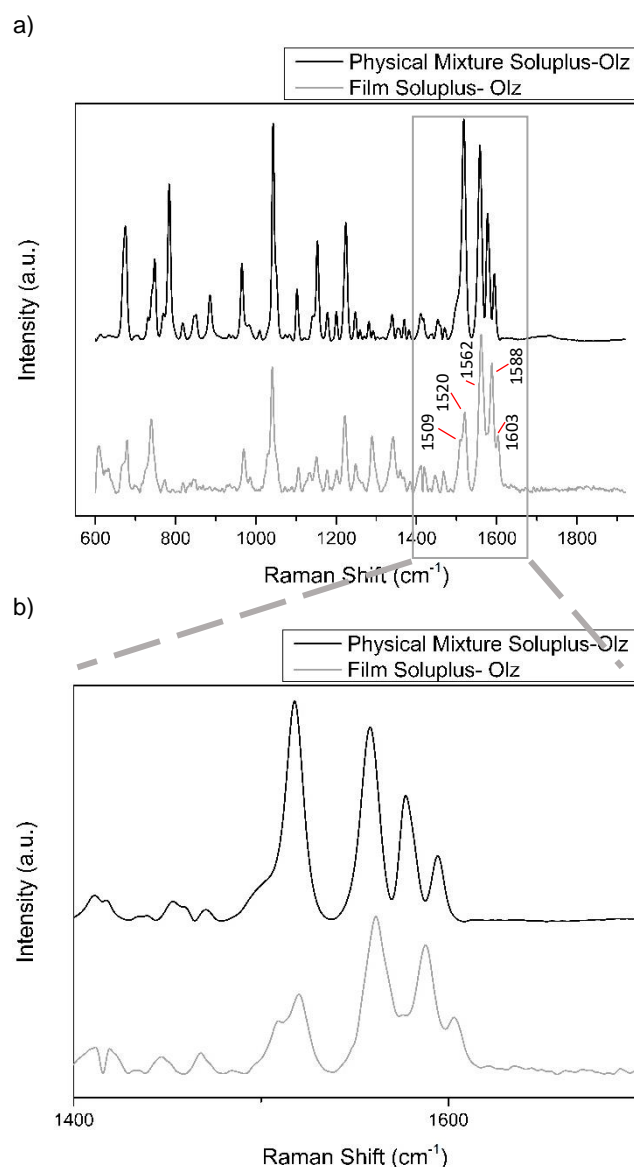 a)
Physical Mixture Soluplus-Olz
Film Soluplus- Olz
Intensity (a.u.)
1509
1520
1562
1588
1603
600 800 1000 1200 1400 1600 1800
Raman Shift (cm⁻¹)
b)
Physical Mixture Soluplus-Olz
Film Soluplus- Olz
Intensity (a.u.)
1400 1600
Raman Shift (cm⁻¹)